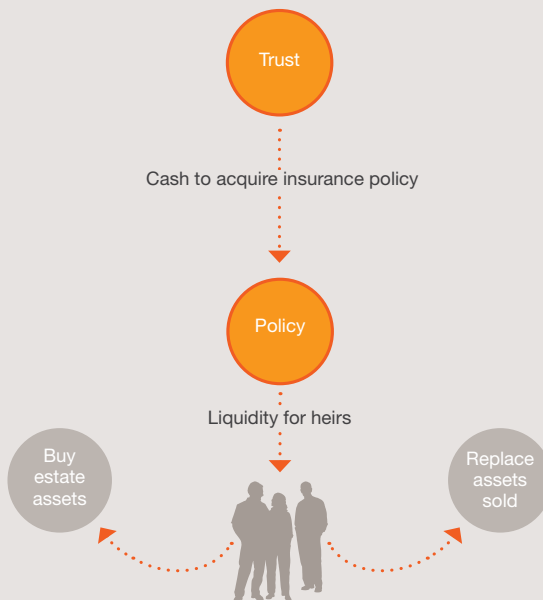 Trust
Cash to acquire insurance policy
Policy
Liquidity for heirs
Buy
estate
assets
Replace
assets
sold